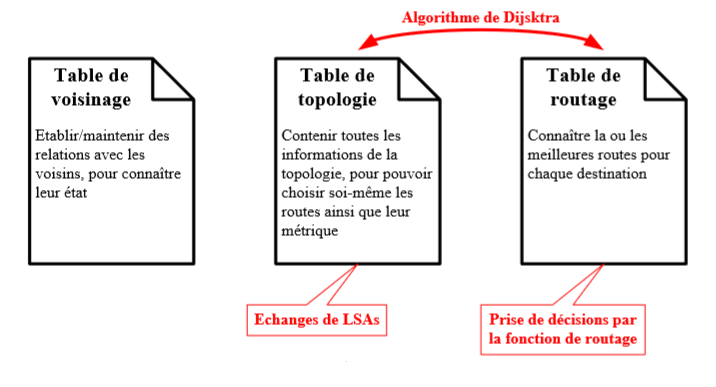 Algorithme de Dijsktra
Table de
voisinage
Etablir/maintenir des
relations avec les
voisins, pour connaître
leur état
Table de
topologie
Contenir toutes les
informations de la
topologie, pour pouvoir
choisir soi-même les
routes ainsi que leur
métrique
Table de
routage
Connaître la ou les
meilleures routes pour
chaque destination
Echanges de LSAs
Prise de décisions par
la fonction de routage